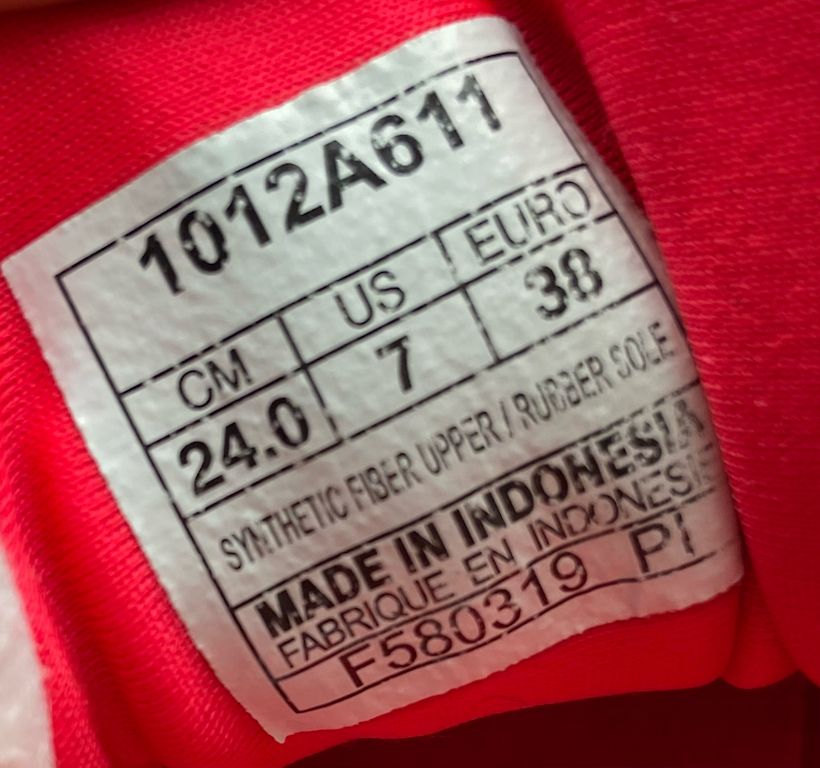 1012A611
CM US EURO
24.0 7 38
SYNTHETIC FIBER UPPER / RUBBER SOLE
MADE IN INDONESIA
FABRIQUE EN INDONESIE
F580319 PI